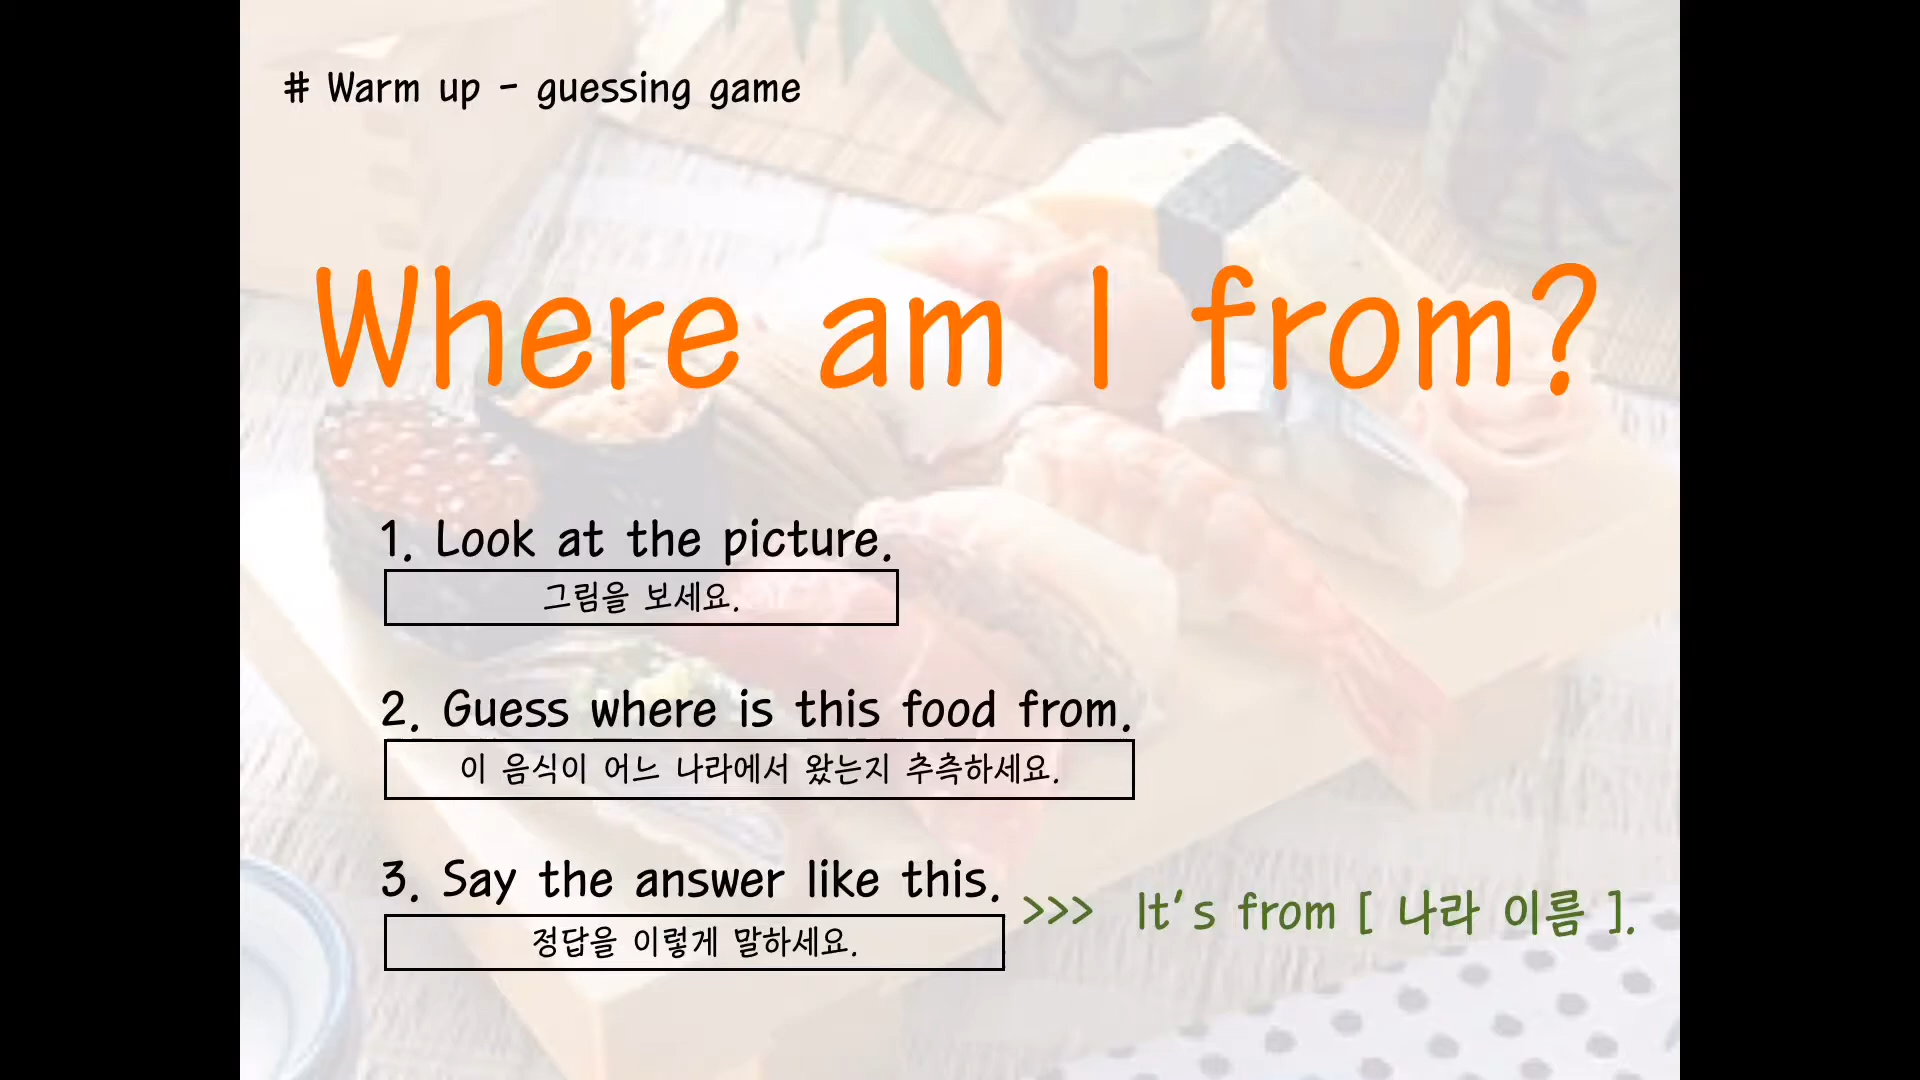 # Warm up - guessing game
Where am I from?
1. Look at the picture.
그림을 보세요.
2. Guess where is this food from.
이 음식이 어느 나라에서 왔는지 추측하세요.
3. Say the answer like this.
>>> It's from [ 나라 이름 ].
정답을 이렇게 말하세요.